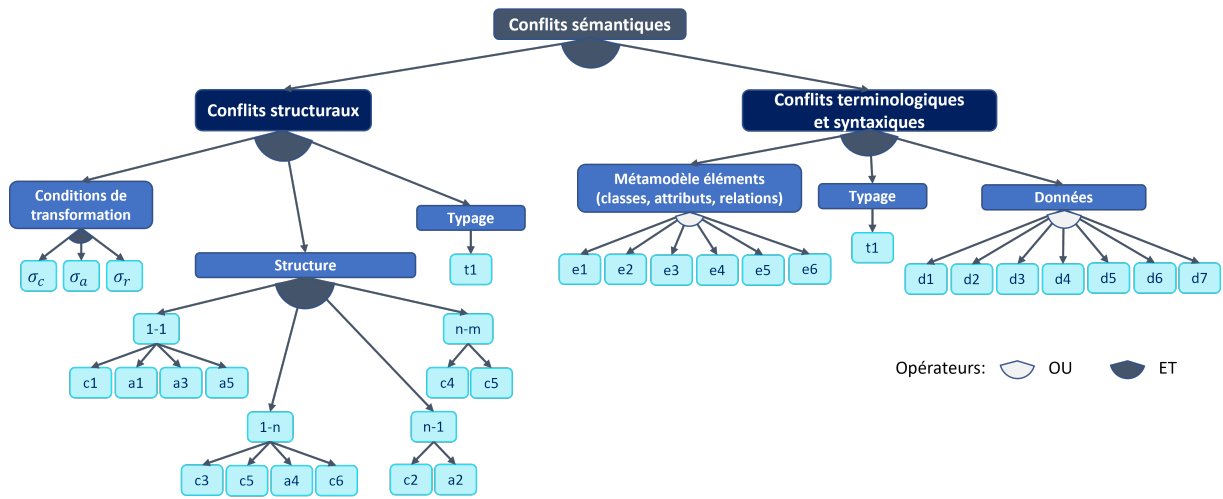 Conflits sémantiques
Conflits structuraux
Conflits terminologiques
et syntaxiques
Conditions de
transformation
Typage
Métamodèle éléments
(classes, attributs, relations)
Typage
Données
σc σa σr
Structure
t1
e1 e2 e3 e4 e5 e6
t1
d1 d2 d3 d4 d5 d6 d7
1-1
n-m
c1 a1 a3 a5
c4 c5
Opérateurs: OU ET
1-n
n-1
c3 c5 a4 c6
c2 a2